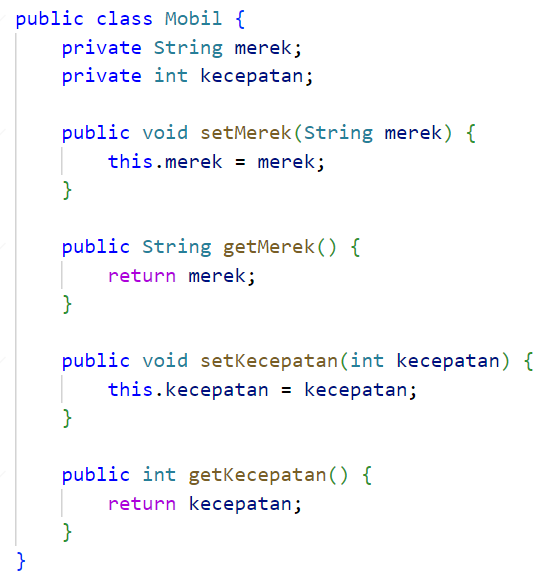 public class Mobil {
    private String merek;
    private int kecepatan;

    public void setMerek(String merek) {
        this.merek = merek;
    }

    public String getMerek() {
        return merek;
    }

    public void setKecepatan(int kecepatan) {
        this.kecepatan = kecepatan;
    }

    public int getKecepatan() {
        return kecepatan;
    }
}